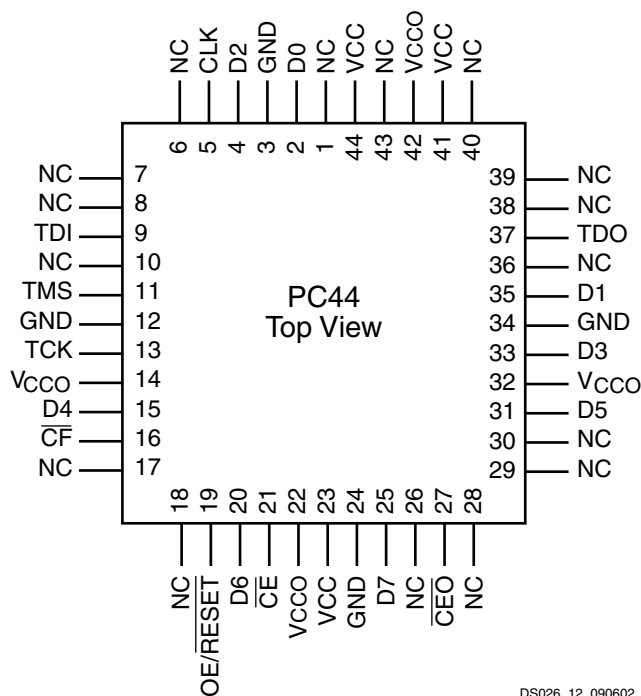 NC CLK D2 GND D0 NC VCC NC VCCO VCC NC
6 5 4 3 2 1 44 43 42 41 40
NC 7
NC 8
TDI 9
NC 10
TMS 11
GND 12
TCK 13
VCCO 14
D4 15
CF 16
NC 17
PC44
Top View
39 NC
38 NC
37 TDO
36 NC
35 D1
34 GND
33 D3
32 VCCO
31 D5
30 NC
29 NC
18 19 20 21 22 23 24 25 26 27 28
NC OE/RESET D6 CE VCCO VCC GND D7 NC CEO NC
DS026_12_090602